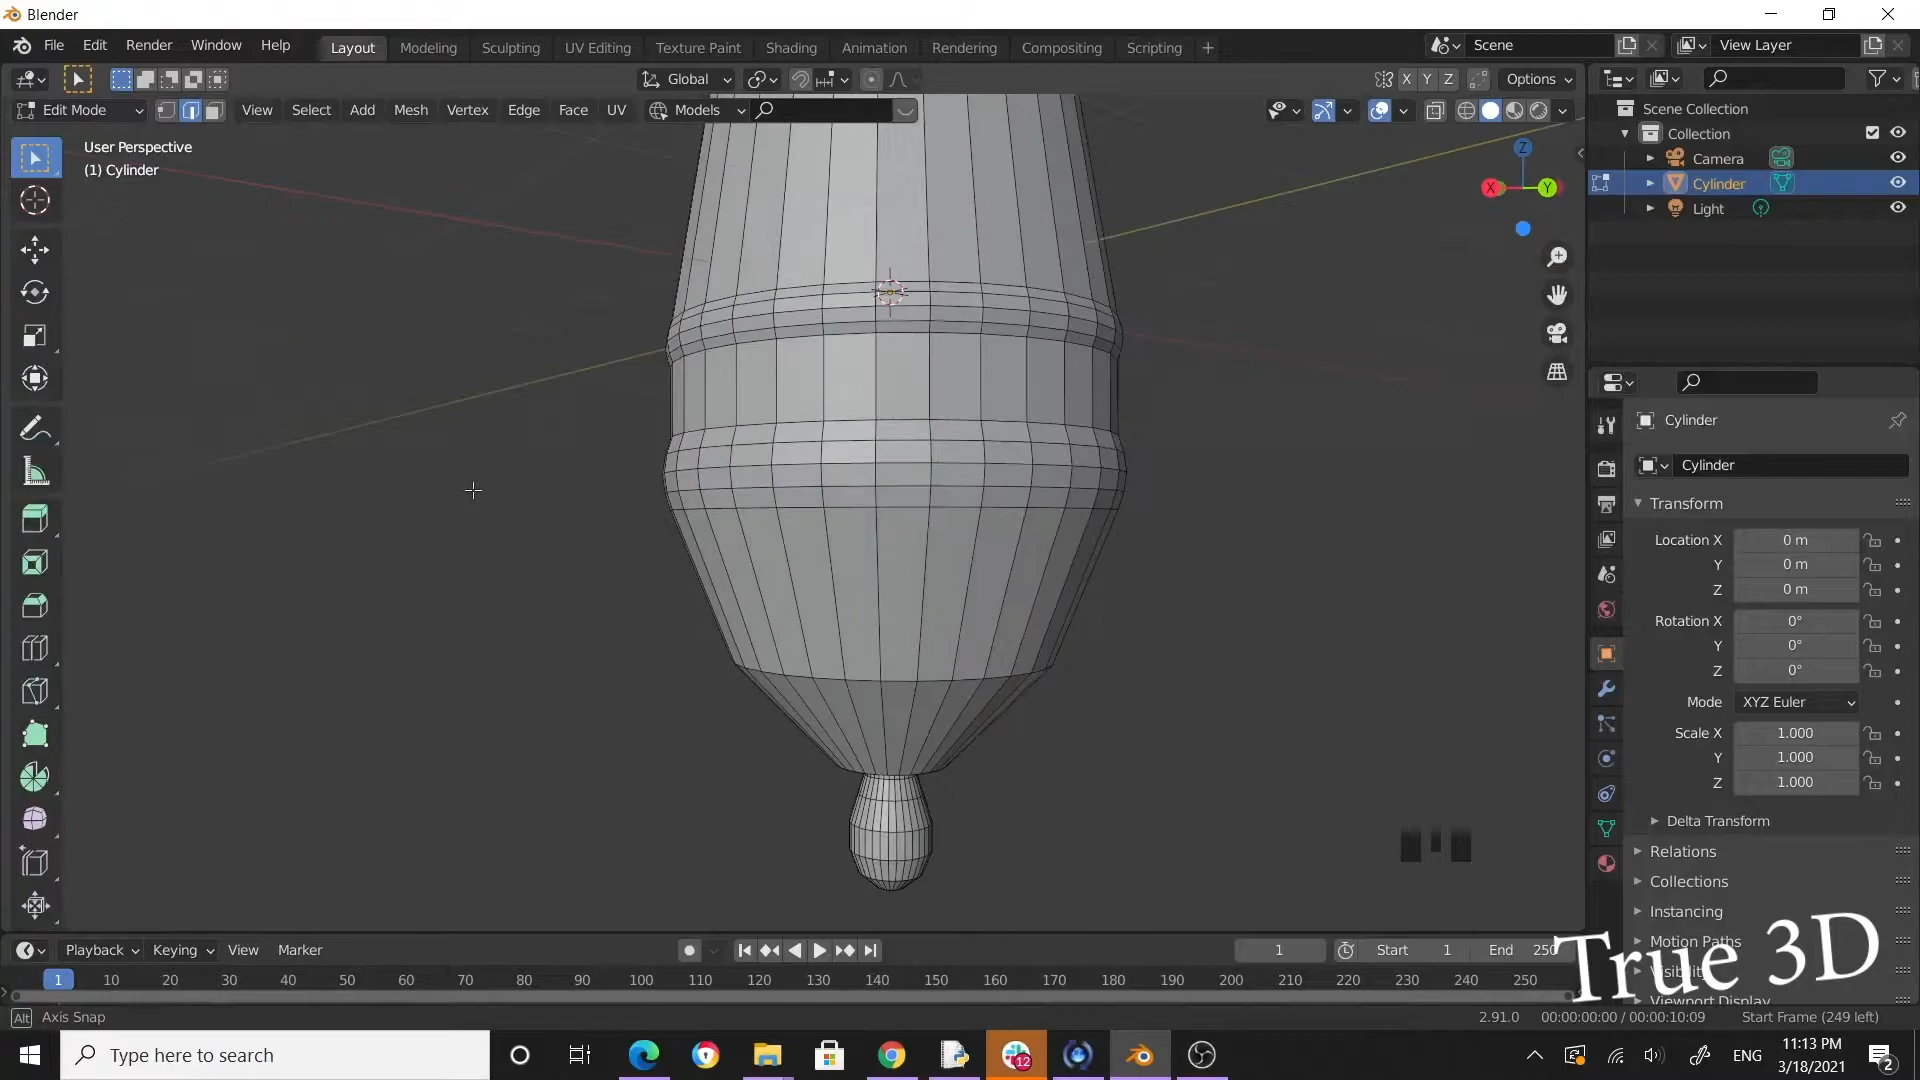 Blender
File Edit Render Window Help Layout Modeling Sculpting UV Editing Texture Paint Shading Animation Rendering Compositing Scripting + Scene View Layer
Global X Y Z Options
Edit Mode View Select Add Mesh Vertex Edge Face UV Models
Scene Collection
Collection
Camera
Cylinder
Light
User Perspective
(1) Cylinder
Z
X Y
Cylinder
Cylinder
Transform
Location X 0 m
Y 0 m
Z 0 m
Rotation X 0°
Y 0°
Z 0°
Mode XYZ Euler
Scale X 1.000
Y 1.000
Z 1.000
Delta Transform
Relations
Collections
Instancing
Motion Paths
Visibility
Viewport Display
True 3D
Playback Keying View Marker 1 Start 1 End 250
1 10 20 30 40 50 60 70 80 90 100 110 120 130 140 150 160 170 180 190 200 210 220 230 240 250
Alt Axis Snap 2.91.0 00:00:00:00 / 00:00:10:09 Start Frame (249 left)
Type here to search 12 ENG 11:13 PM
3/18/2021 2